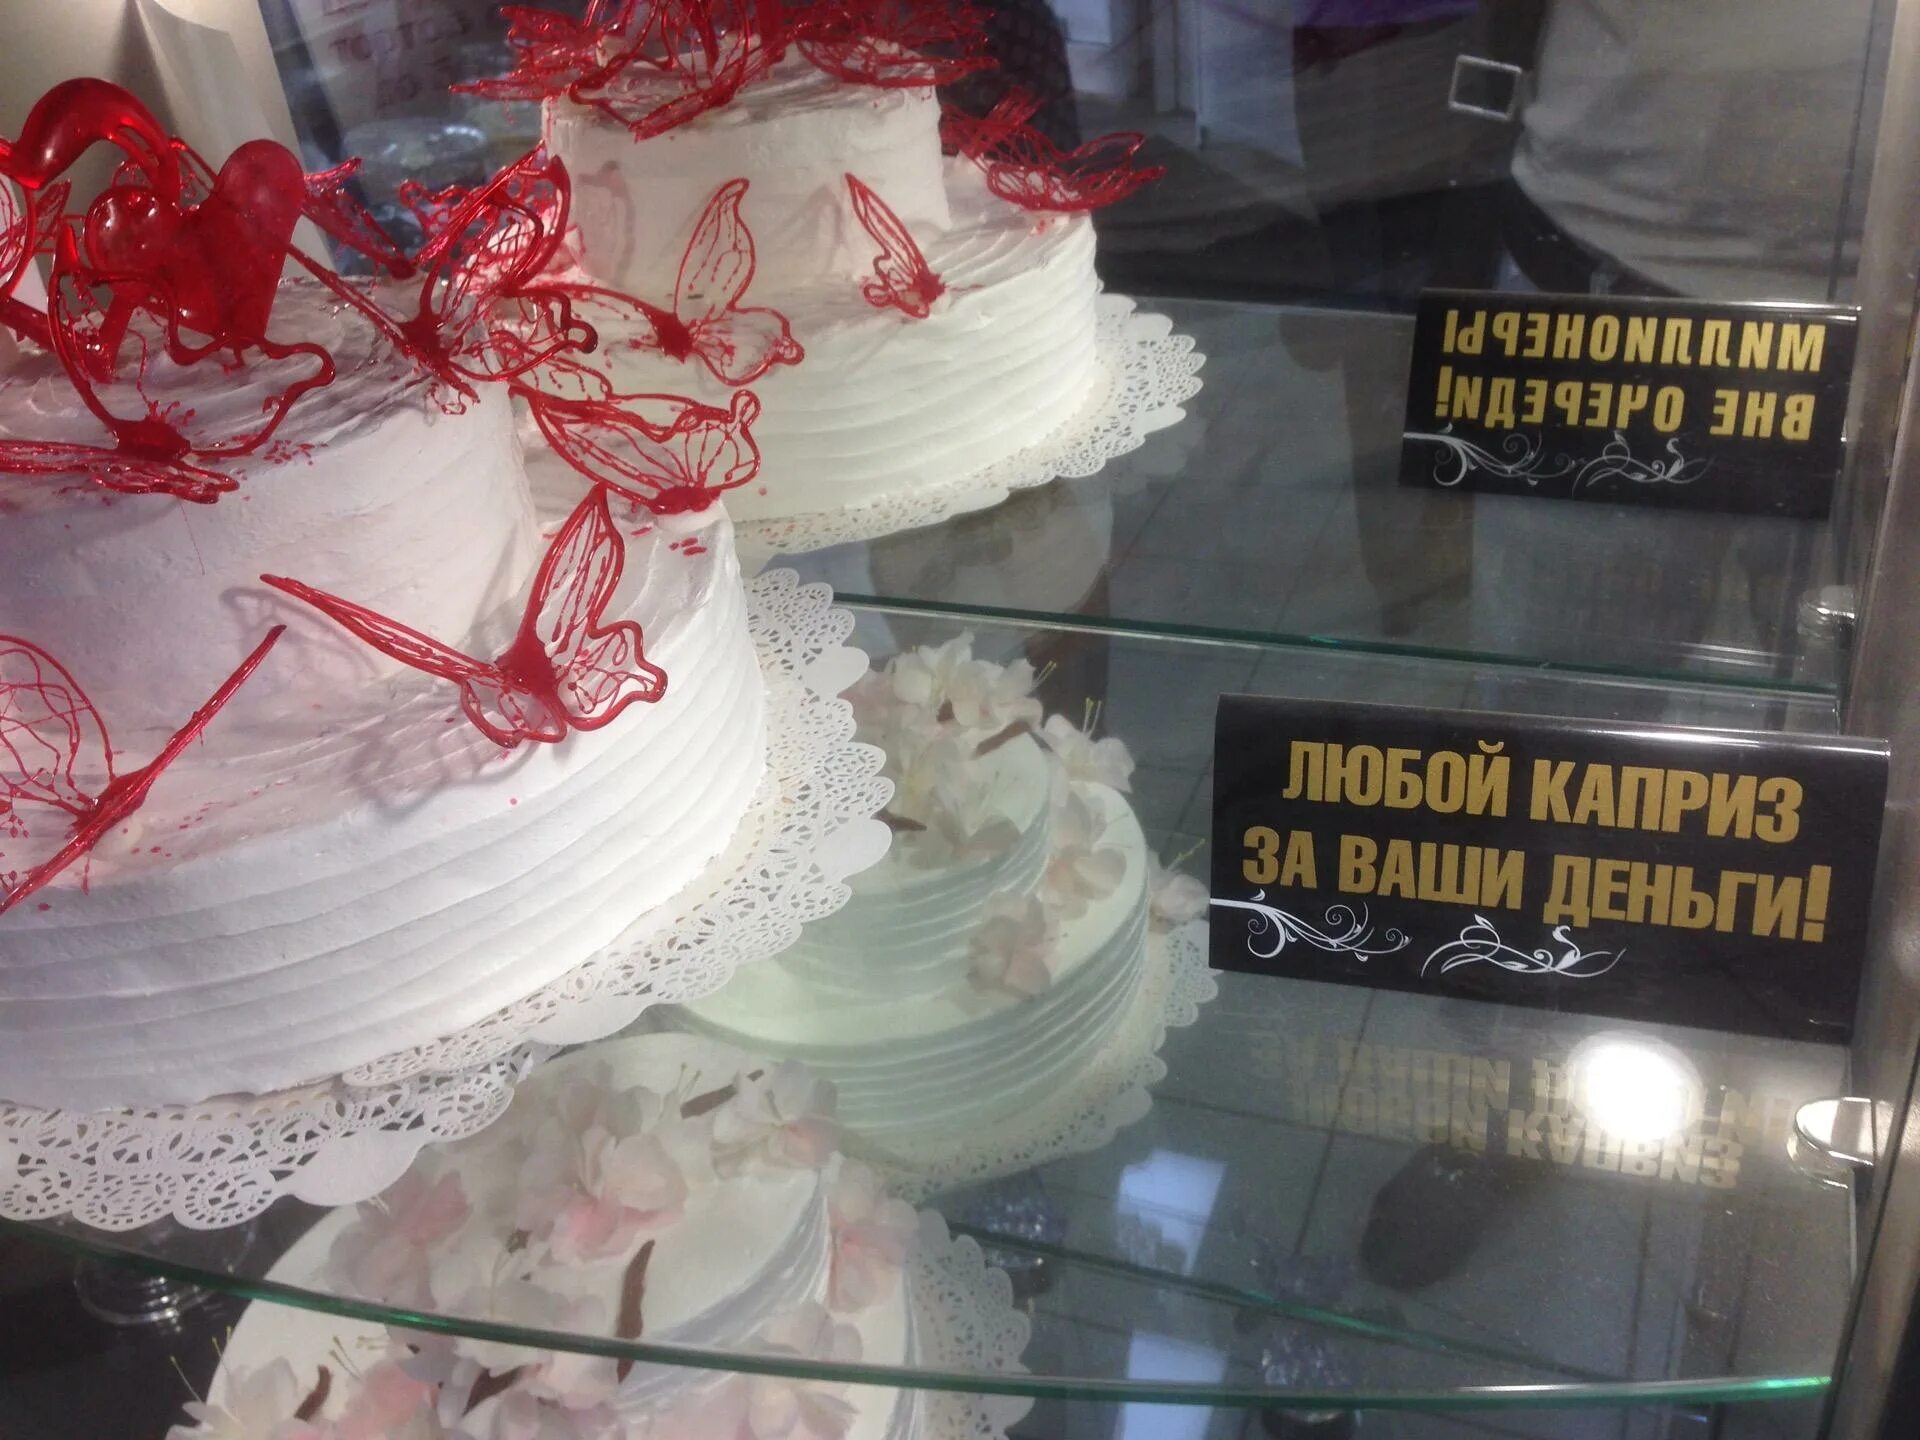 МИЛЛИОНЕРЫ
ВНЕ ОЧЕРЕДИ!
ЛЮБОЙ КАПРИЗ
ЗА ВАШИ ДЕНЬГИ!